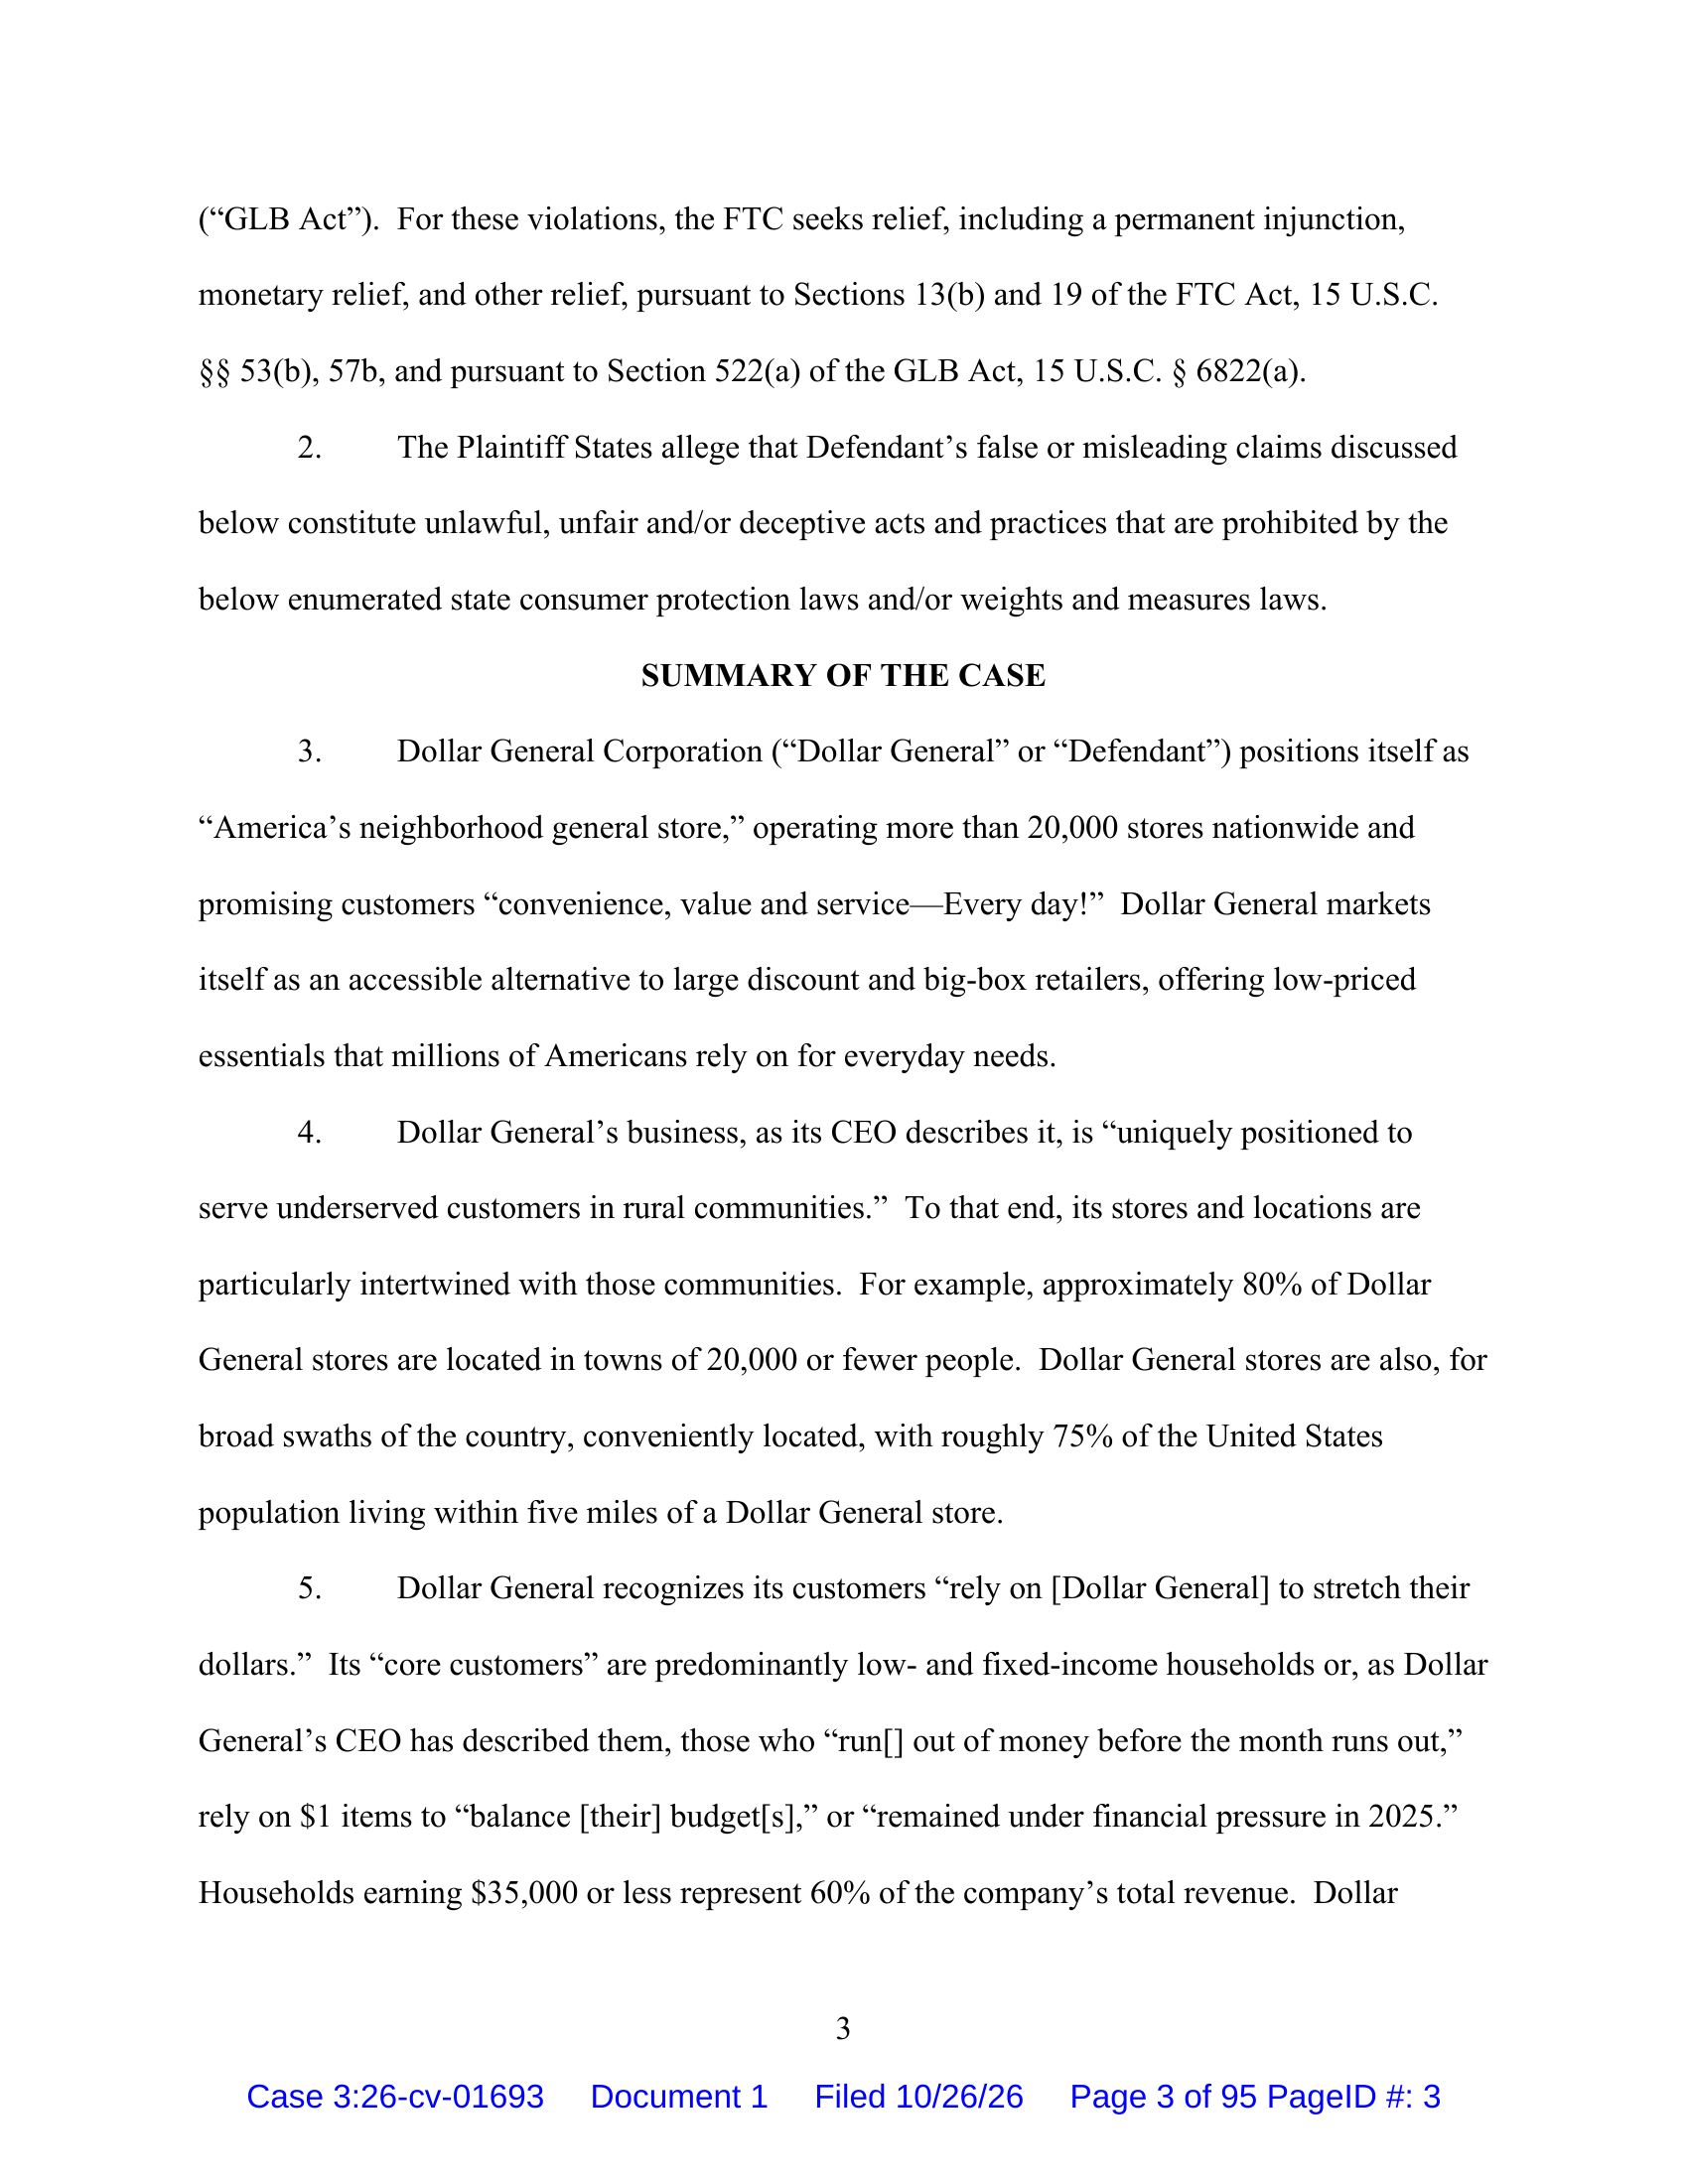 (“GLB Act”).  For these violations, the FTC seeks relief, including a permanent injunction,
monetary relief, and other relief, pursuant to Sections 13(b) and 19 of the FTC Act, 15 U.S.C.
§§ 53(b), 57b, and pursuant to Section 522(a) of the GLB Act, 15 U.S.C. § 6822(a).
2. The Plaintiff States allege that Defendant’s false or misleading claims discussed
below constitute unlawful, unfair and/or deceptive acts and practices that are prohibited by the
below enumerated state consumer protection laws and/or weights and measures laws.
SUMMARY OF THE CASE
3. Dollar General Corporation (“Dollar General” or “Defendant”) positions itself as
“America’s neighborhood general store,” operating more than 20,000 stores nationwide and
promising customers “convenience, value and service—Every day!”  Dollar General markets
itself as an accessible alternative to large discount and big-box retailers, offering low-priced
essentials that millions of Americans rely on for everyday needs.
4. Dollar General’s business, as its CEO describes it, is “uniquely positioned to
serve underserved customers in rural communities.”  To that end, its stores and locations are
particularly intertwined with those communities.  For example, approximately 80% of Dollar
General stores are located in towns of 20,000 or fewer people.  Dollar General stores are also, for
broad swaths of the country, conveniently located, with roughly 75% of the United States
population living within five miles of a Dollar General store.
5. Dollar General recognizes its customers “rely on [Dollar General] to stretch their
dollars.”  Its “core customers” are predominantly low- and fixed-income households or, as Dollar
General’s CEO has described them, those who “run[] out of money before the month runs out,”
rely on $1 items to “balance [their] budget[s],” or “remained under financial pressure in 2025.”
Households earning $35,000 or less represent 60% of the company’s total revenue.  Dollar
3
Case 3:26-cv-01693 Document 1 Filed 10/26/26 Page 3 of 95 PageID #: 3